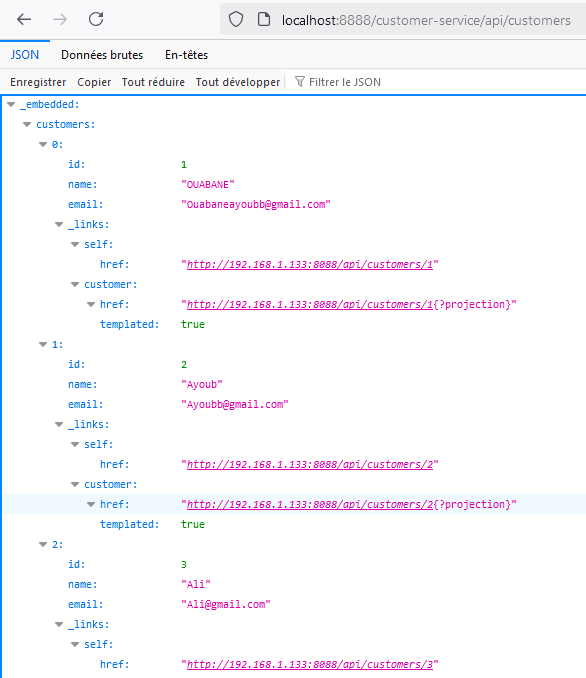 localhost:8888/customer-service/api/customers
JSON Données brutes En-têtes
Enregistrer Copier Tout réduire Tout développer Filtrer le JSON
_embedded:
customers:
0:
id: 1
name: "OUABANE"
email: "Ouabaneayoubb@gmail.com"
_links:
self:
href: "http://192.168.1.133:8088/api/customers/1"
customer:
href: "http://192.168.1.133:8088/api/customers/1{?projection}"
templated: true
1:
id: 2
name: "Ayoub"
email: "Ayoubb@gmail.com"
_links:
self:
href: "http://192.168.1.133:8088/api/customers/2"
customer:
href: "http://192.168.1.133:8088/api/customers/2{?projection}"
templated: true
2:
id: 3
name: "Ali"
email: "Ali@gmail.com"
_links:
self:
href: "http://192.168.1.133:8088/api/customers/3"